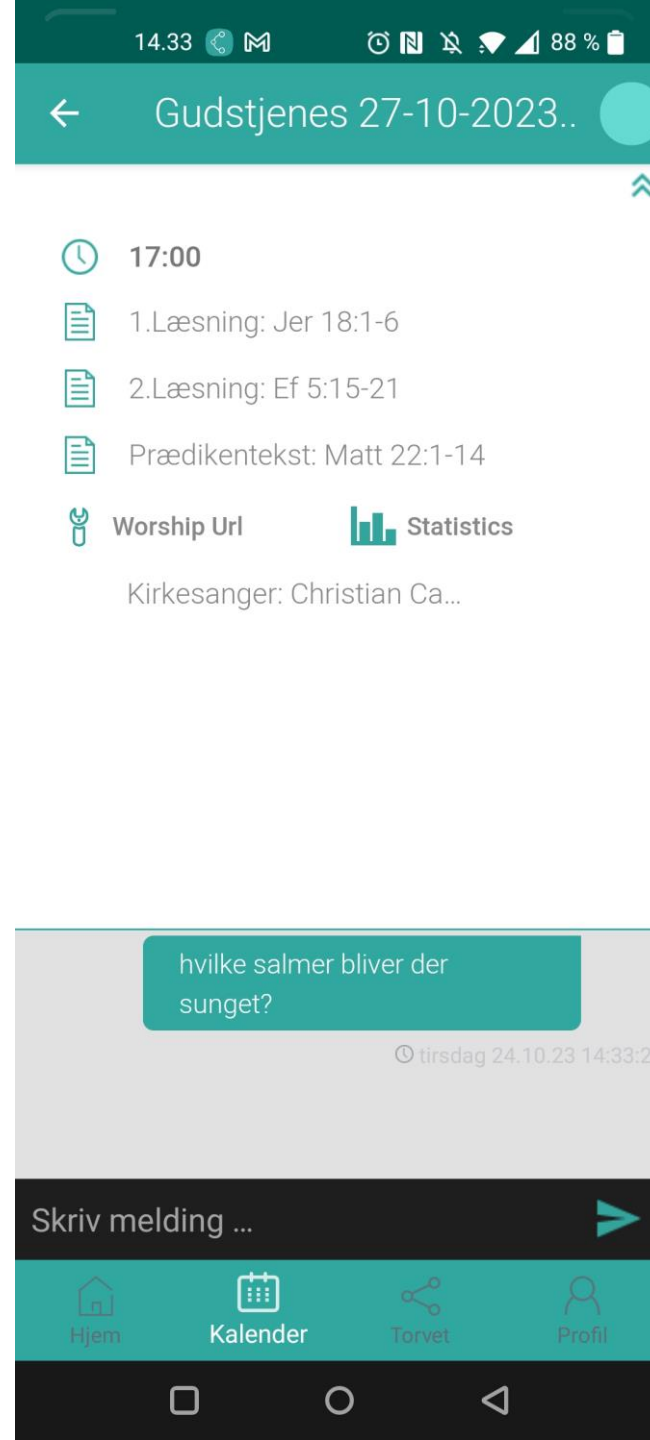 14.33 88 %
Gudstjenes 27-10-2023..
17:00
1.Læsning: Jer 18:1-6
2.Læsning: Ef 5:15-21
Prædikentekst: Matt 22:1-14
Worship Url Statistics
Kirkesanger: Christian Ca...
hvilke salmer bliver der
sunget?
tirsdag 24.10.23 14:33:2
Skriv melding ...
Hjem Kalender Torvet Profil